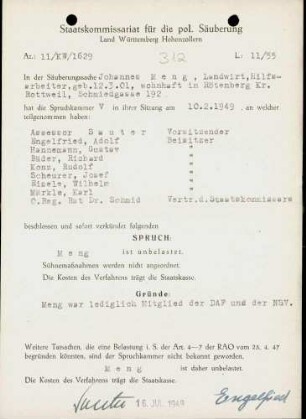 Staatskommissariat für die pol. Säuberung
Land Württemberg Hohenzollern
Ar.: 11/KW/1629
312
L: 11/55
In der Säuberungssache Johannes Meng, Landwirt, Hilfs-
arbeiter, geb. 12.3.01, wohnhaft in Rötenberg Kr.
Rottweil, Schmiedgasse 192
hat die Spruchkammer V in ihrer Sitzung am 10.2.1949, an welcher
teilgenommen haben:
Assessor Sauter Vorsitzender
Engelfried, Adolf Beisitzer
Hannemann, Gustav
Büder, Richard
Kenn, Rudolf
Scheurer, Josef
Eisele, Wilhelm
Märkle, Karl
O.Reg. Rat Dr. Schmid Vertr.d.Staatskommissars
beschlossen und sofort verkündet folgenden
SPRUCH:
Meng
ist unbelastet.
Sühnemaßnahmen werden nicht angeordnet.
Die Kosten des Verfahrens trägt die Staatskasse.
Gründe:
Meng war lediglich Mitglied der DAF und der NSV.
Weitere Tatsachen, die eine Belastung i. S. der Art. 4—7 der RAO vom 25. 4. 47
begründen könnten, sind der Spruchkammer nicht bekannt geworden.
Meng ist daher unbelastet
Die Kosten des Verfahrens trägt die Staatskasse.
Sauter 16. JUL. 1949 Engelfried